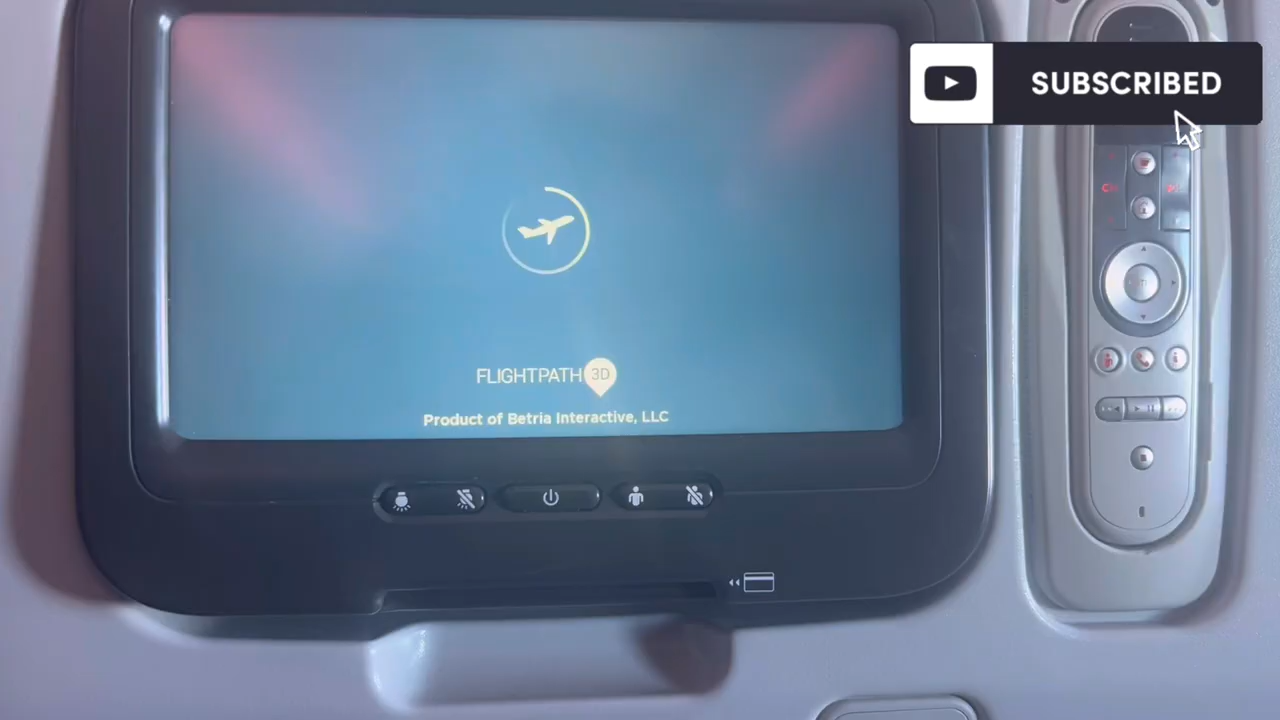 SUBSCRIBED
FLIGHTPATH 3D
Product of Betria Interactive, LLC